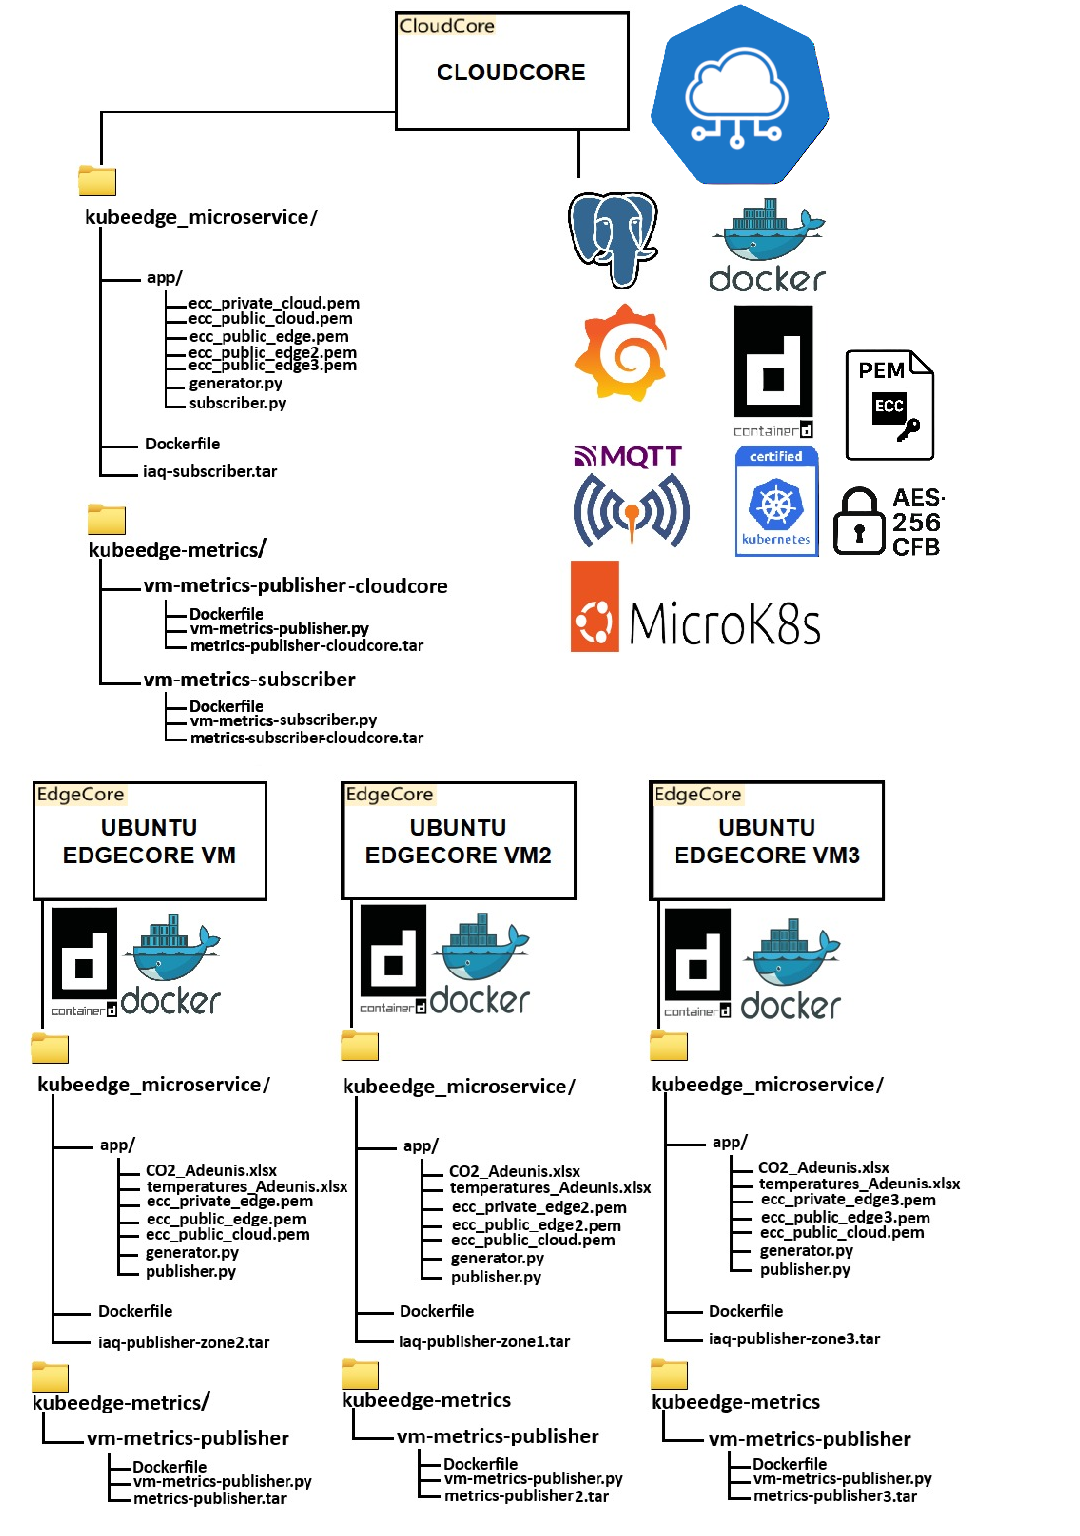 CloudCore
CLOUDCORE
kubeedge_microservice/
app/
ecc_private_cloud.pem
ecc_public_cloud.pem
ecc_public_edge.pem
ecc_public_edge2.pem
ecc_public_edge3.pem
generator.py
subscriber.py
Dockerfile
iaq-subscriber.tar
kubeedge-metrics/
vm-metrics-publisher-cloudcore
Dockerfile
vm-metrics-publisher.py
metrics-publisher-cloudcore.tar
vm-metrics-subscriber
Dockerfile
vm-metrics-subscriber.py
metrics-subscriber-cloudcore.tar
docker
containerd
PEM
ECC
MQTT
certified
kubernetes
AES-
256
CFB
MicroK8s
EdgeCore
UBUNTU
EDGECORE VM
containerd
docker
kubeedge_microservice/
app/
CO2_Adeunis.xlsx
temperatures_Adeunis.xlsx
ecc_private_edge.pem
ecc_public_edge.pem
ecc_public_cloud.pem
generator.py
publisher.py
Dockerfile
iaq-publisher-zone2.tar
kubeedge-metrics/
vm-metrics-publisher
Dockerfile
vm-metrics-publisher.py
metrics-publisher.tar
EdgeCore
UBUNTU
EDGECORE VM2
containerd
docker
kubeedge_microservice/
app/
CO2_Adeunis.xlsx
temperatures_Adeunis.xlsx
ecc_private_edge2.pem
ecc_public_edge2.pem
ecc_public_cloud.pem
generator.py
publisher.py
Dockerfile
iaq-publisher-zone1.tar
kubeedge-metrics
vm-metrics-publisher
Dockerfile
vm-metrics-publisher.py
metrics-publisher2.tar
EdgeCore
UBUNTU
EDGECORE VM3
containerd
docker
kubeedge_microservice/
app/
CO2_Adeunis.xlsx
temperatures_Adeunis.xlsx
ecc_private_edge3.pem
ecc_public_edge3.pem
ecc_public_cloud.pem
generator.py
publisher.py
Dockerfile
iaq-publisher-zone3.tar
kubeedge-metrics
vm-metrics-publisher
Dockerfile
vm-metrics-publisher.py
metrics-publisher3.tar